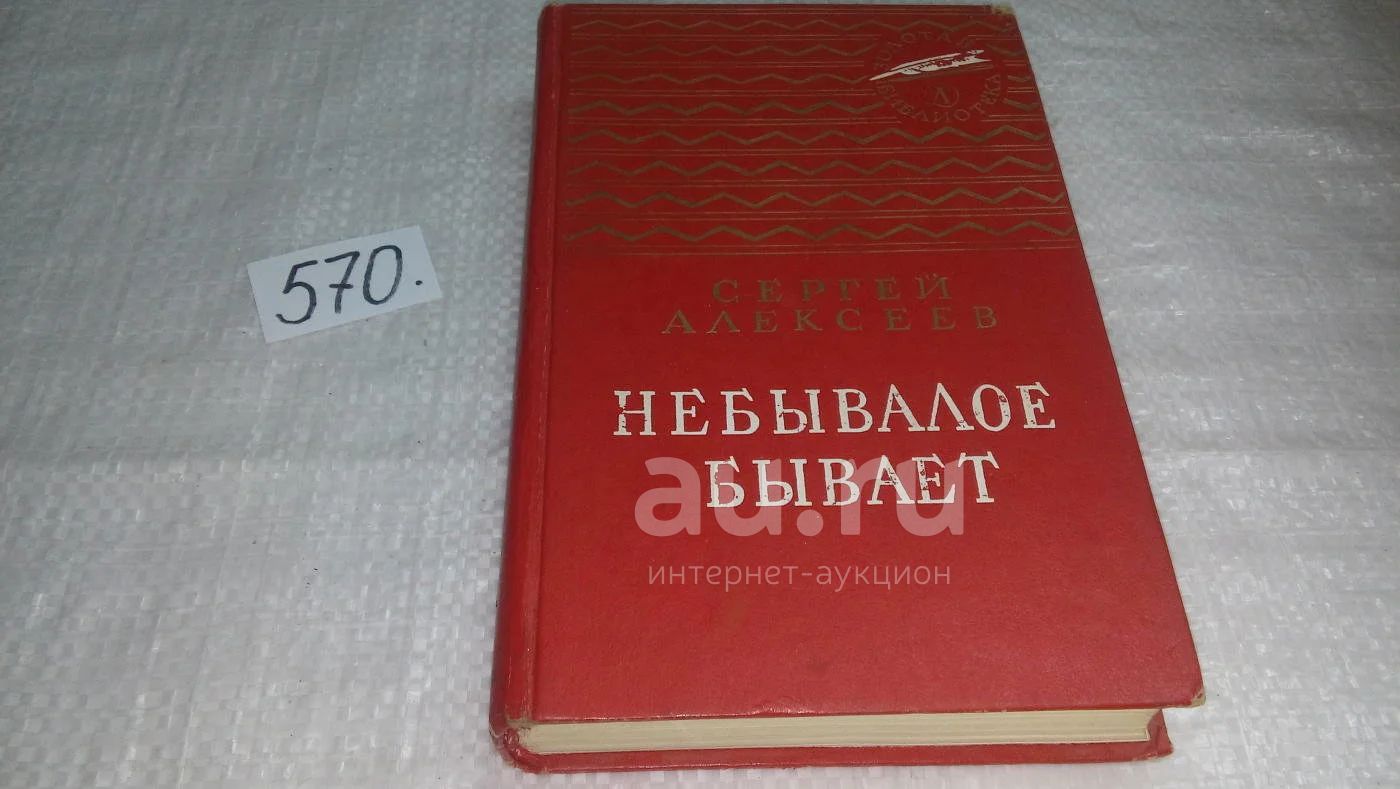 570.
ЗОЛОТАЯ
БИБЛИОТЕКА
СЕРГЕЙ
АЛЕКСЕЕВ
НЕБЫВАЛОЕ
БЫВАЕТ
au.ru
интернет-аукцион